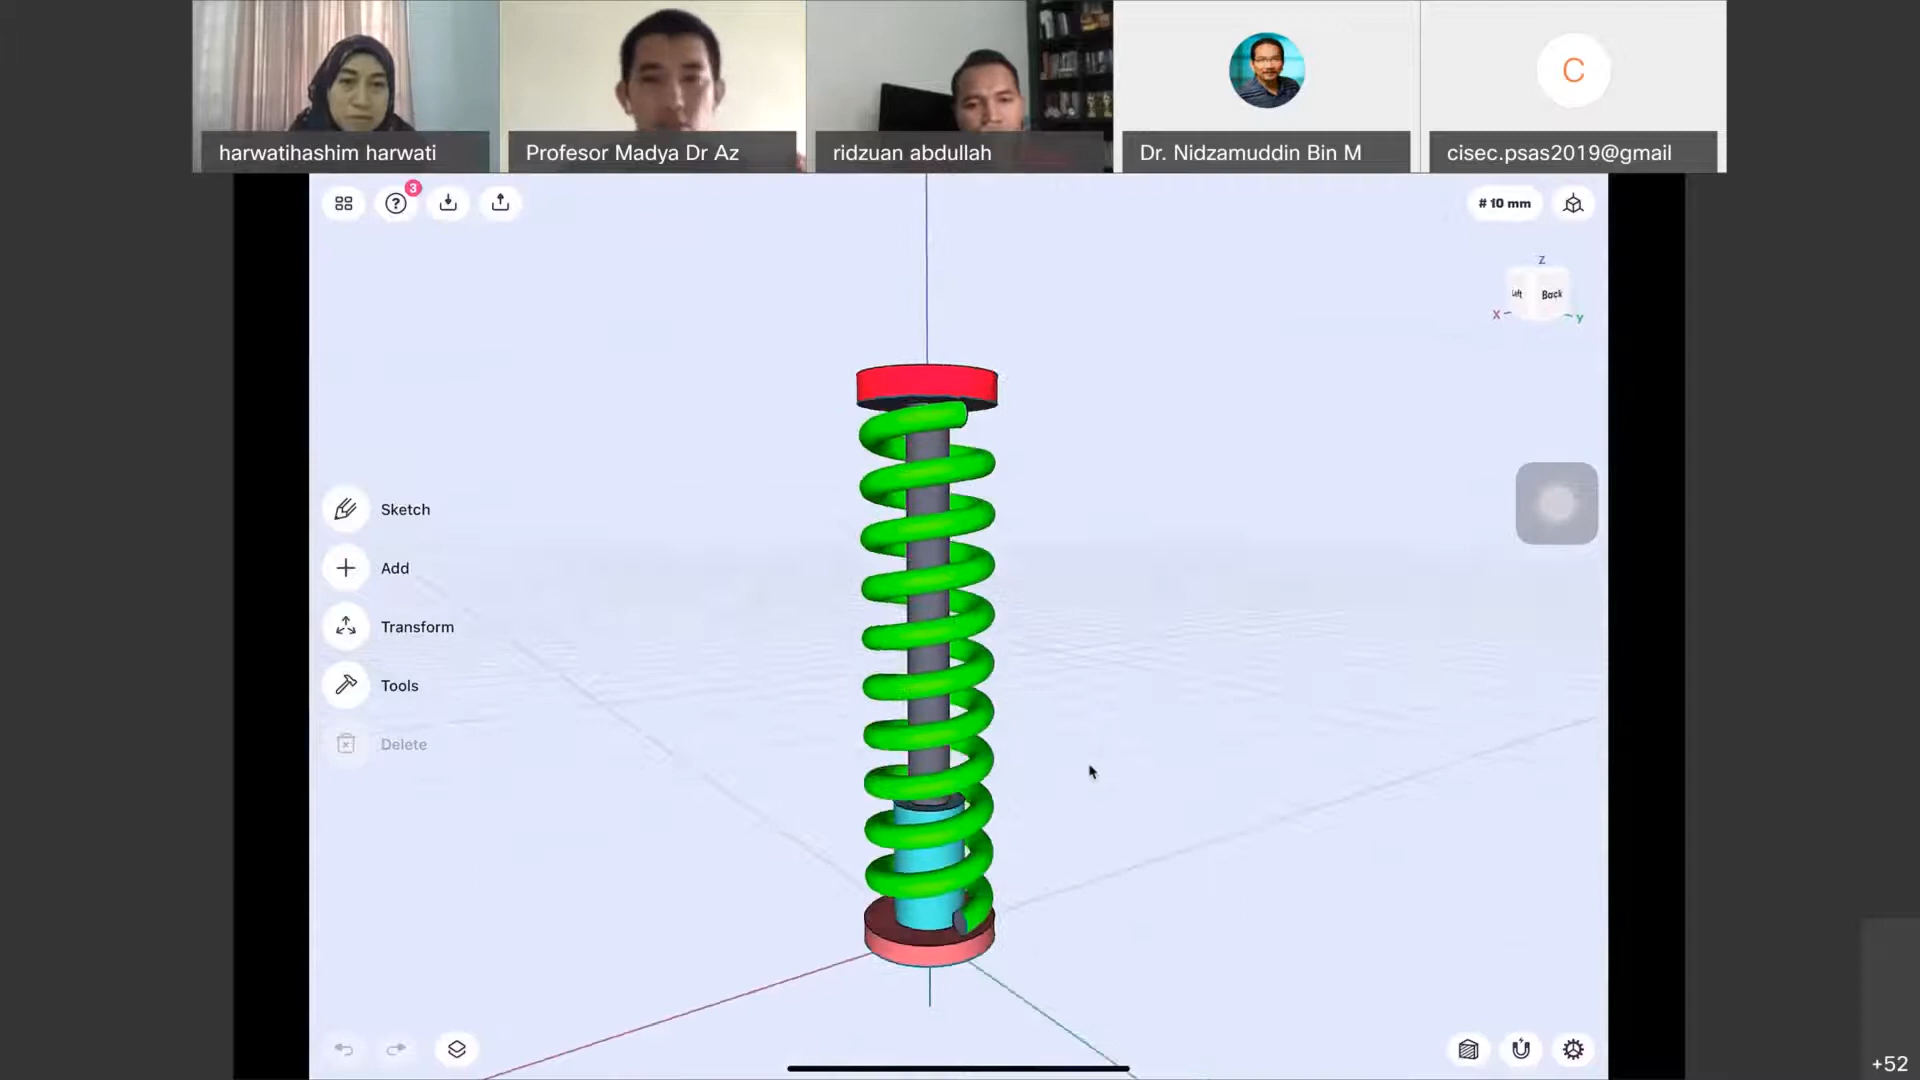 harwatihashim harwati
Profesor Madya Dr Az
ridzuan abdullah
Dr. Nidzamuddin Bin M
C
cisec.psas2019@gmail
3
?
# 10 mm
Z
Left
Back
X
y
Sketch
Add
Transform
Tools
Delete
+52